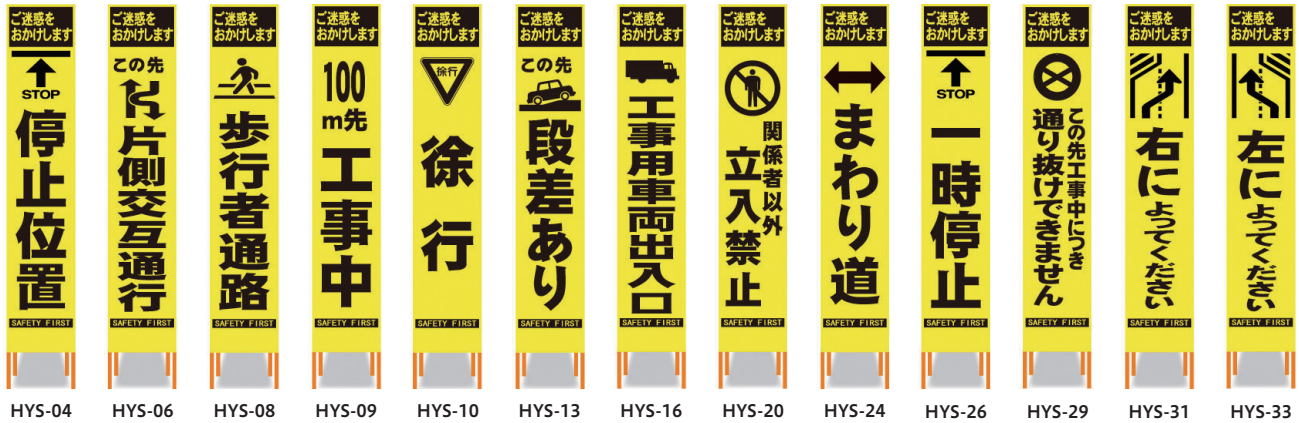 ご迷惑を
おかけします
STOP
停止位置
SAFETY FIRST
HYS-04
ご迷惑を
おかけします
この先
片側交互通行
SAFETY FIRST
HYS-06
ご迷惑を
おかけします
歩行者通路
SAFETY FIRST
HYS-08
ご迷惑を
おかけします
100
m先
工事中
SAFETY FIRST
HYS-09
ご迷惑を
おかけします
徐行
徐行
SAFETY FIRST
HYS-10
ご迷惑を
おかけします
この先
段差あり
SAFETY FIRST
HYS-13
ご迷惑を
おかけします
工事用車両出入口
SAFETY FIRST
HYS-16
ご迷惑を
おかけします
関係者以外
立入禁止
SAFETY FIRST
HYS-20
ご迷惑を
おかけします
まわり道
SAFETY FIRST
HYS-24
ご迷惑を
おかけします
STOP
一時停止
SAFETY FIRST
HYS-26
ご迷惑を
おかけします
この先工事中につき
通り抜けできません
SAFETY FIRST
HYS-29
ご迷惑を
おかけします
右によってください
SAFETY FIRST
HYS-31
ご迷惑を
おかけします
左によってください
SAFETY FIRST
HYS-33